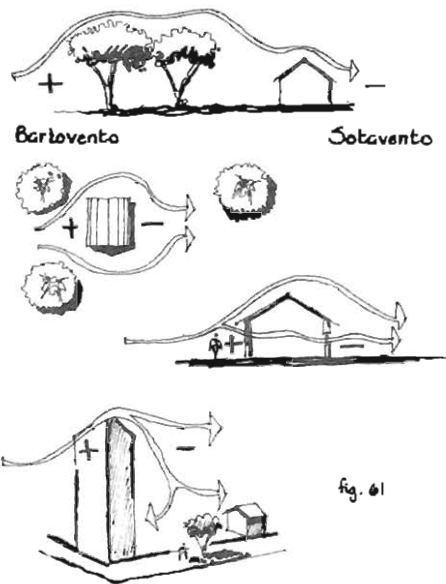 + −
Barlovento Sotavento
+ −
+ −
+ −
fig. 61